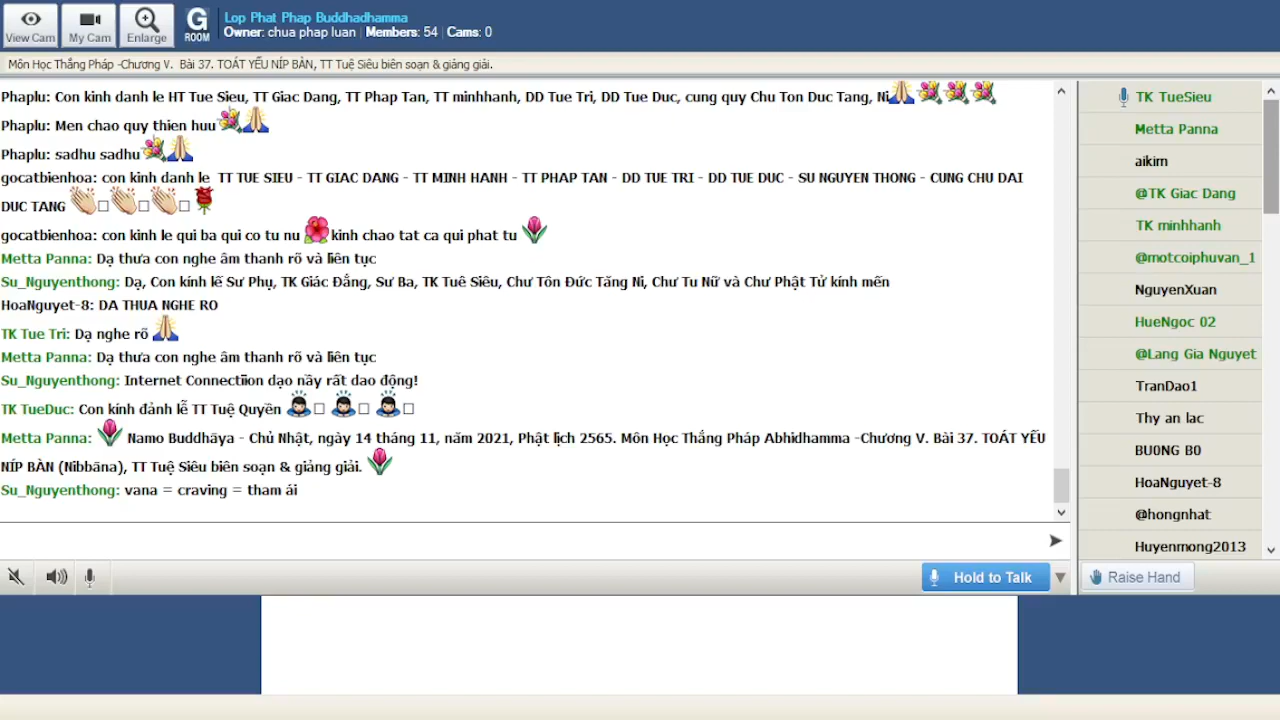 View Cam
My Cam
Enlarge
G
ROOM
Lop Phat Phap Buddhadhamma
Owner: chua phap luan | Members: 54 | Cams: 0
Môn Học Thắng Pháp -Chương V.  Bài 37. TOÁT YẾU NÍP BÀN, TT Tuệ Siêu biên soạn & giảng giải.
Phaplu: Con kinh danh le HT Tue Sieu, TT Giac Dang, TT Phap Tan, TT minhhanh, DD Tue Tri, DD Tue Duc, cung quy Chu Ton Duc Tang, Ni
Phaplu: Men chao quy thien huu
Phaplu: sadhu sadhu
gocatbienhoa: con kinh danh le  TT TUE SIEU - TT GIAC DANG - TT MINH HANH - TT PHAP TAN - DD TUE TRI - DD TUE DUC - SU NGUYEN THONG - CUNG CHU DAI
DUC TANG
gocatbienhoa: con kinh le qui ba qui co tu nu kinh chao tat ca qui phat tu
Metta Panna: Dạ thưa con nghe âm thanh rõ và liên tục
Su_Nguyenthong: Dạ, Con kính lễ Sư Phụ, TK Giác Đẳng, Sư Ba, TK Tuê Siêu, Chư Tôn Đức Tăng Ni, Chư Tu Nữ và Chư Phật Tử kính mến
HoaNguyet-8: DA THUA NGHE RO
TK Tue Tri: Dạ nghe rõ
Metta Panna: Dạ thưa con nghe âm thanh rõ và liên tục
Su_Nguyenthong: Internet Connectiion dạo nầy rất dao động!
TK TueDuc: Con kính đảnh lễ TT Tuệ Quyền
Metta Panna: Namo Buddhāya - Chủ Nhật, ngày 14 tháng 11, năm 2021, Phật lịch 2565. Môn Học Thắng Pháp Abhidhamma -Chương V. Bài 37. TOÁT YẾU
NÍP BÀN (Nibbāna), TT Tuệ Siêu biên soạn & giảng giải.
Su_Nguyenthong: vana = craving = tham ái
TK TueSieu
Metta Panna
aikim
@TK Giac Dang
TK minhhanh
@motcoiphuvan_1
NguyenXuan
HueNgoc 02
@Lang Gia Nguyet
TranDao1
Thy an lac
BU0NG B0
HoaNguyet-8
@hongnhat
Huyenmong2013
Hold to Talk
Raise Hand